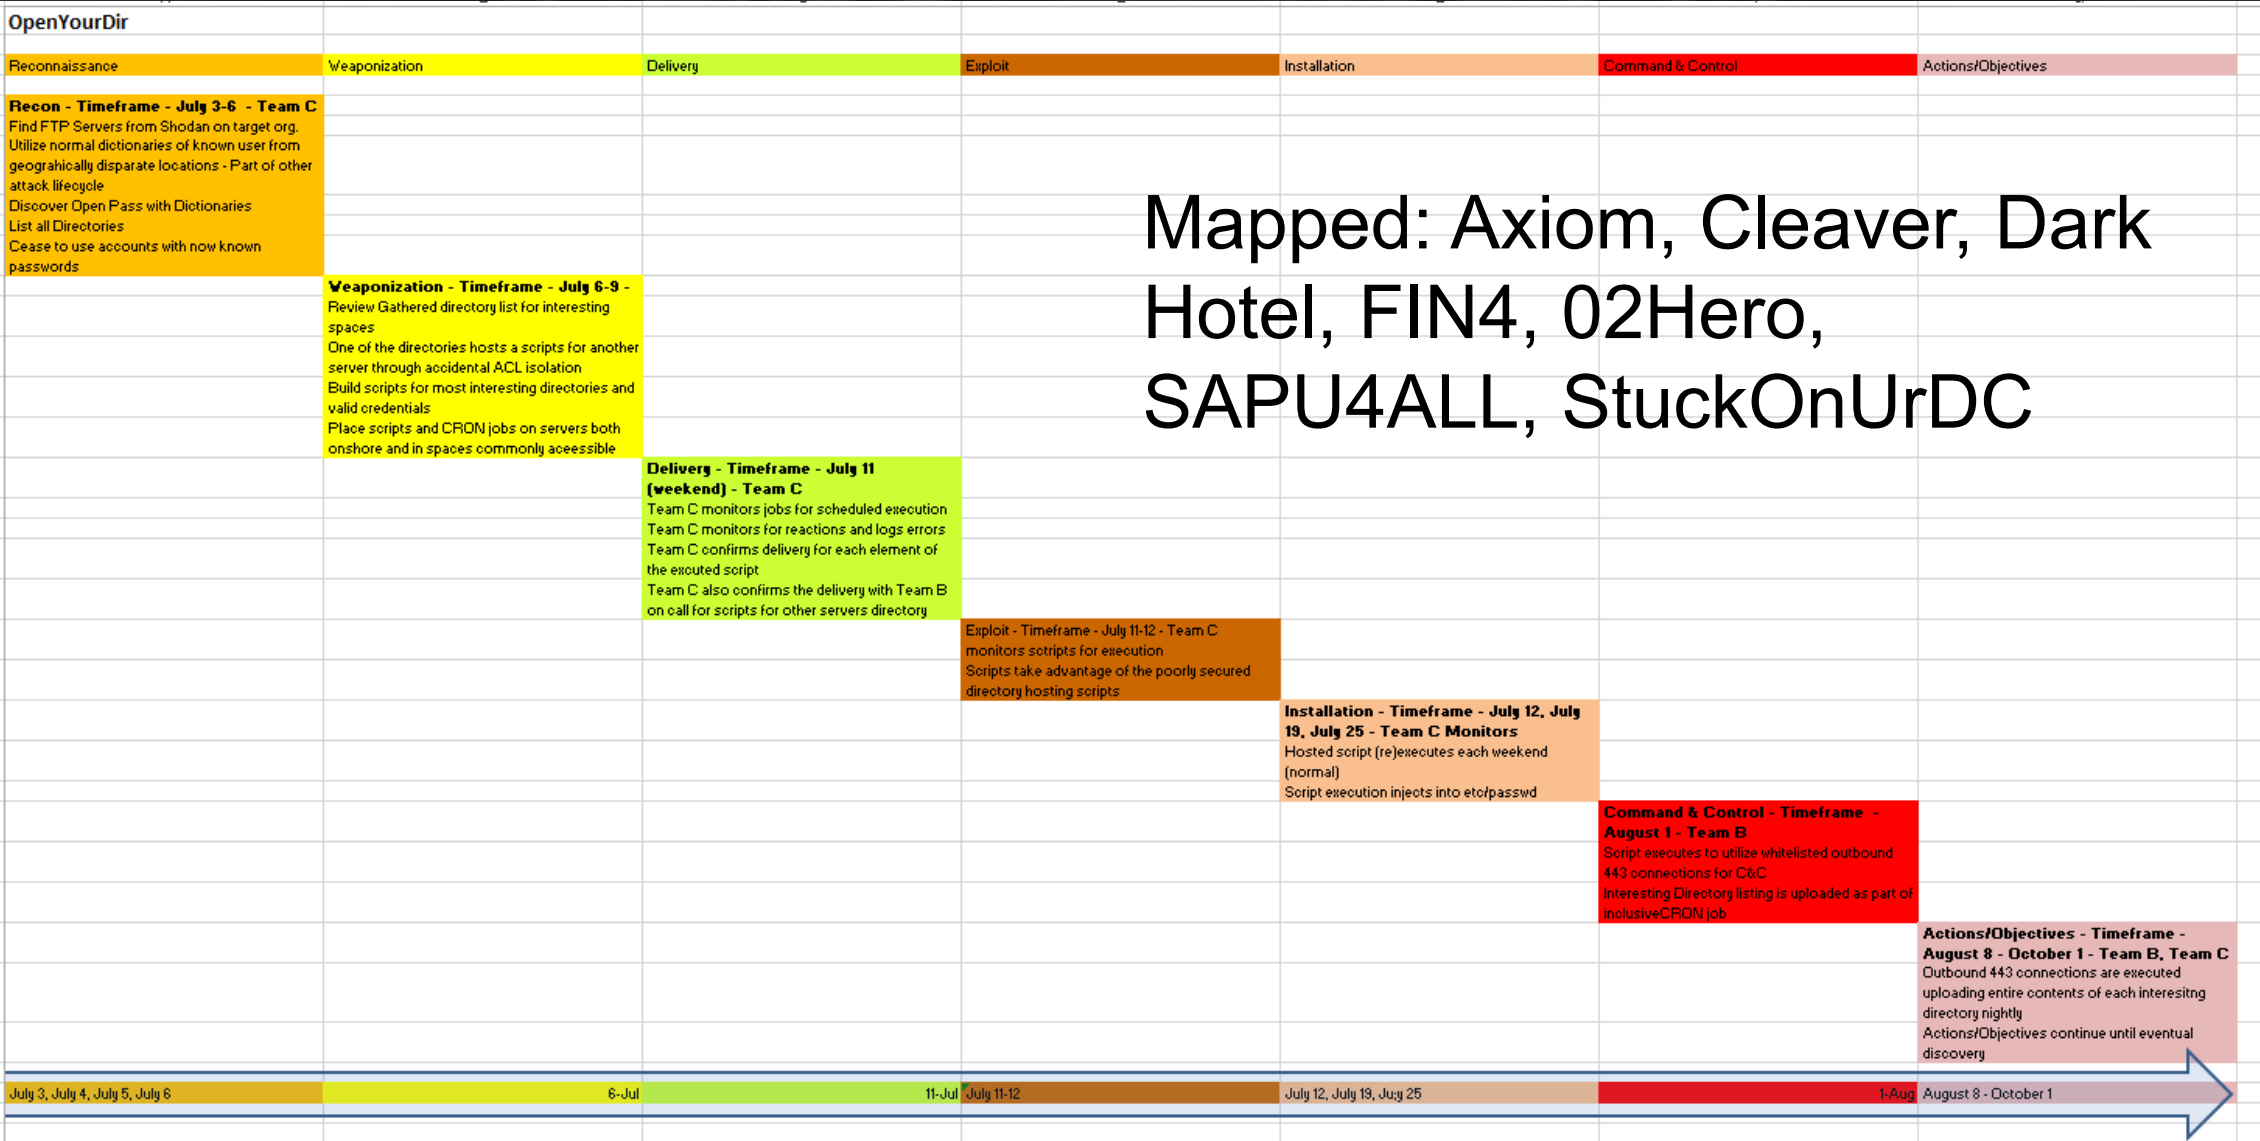 OpenYourDir
Reconnaissance
Weaponization
Delivery
Exploit
Installation
Command & Control
Actions/Objectives
Recon - Timeframe - July 3-6 - Team C
Find FTP Servers from Shodan on target org.
Utilize normal dictionaries of known user from
geograhically disparate locations - Part of other
attack lifecycle
Discover Open Pass with Dictionaries
List all Directories
Cease to use accounts with now known
passwords
Mapped: Axiom, Cleaver, Dark
Hotel, FIN4, 02Hero,
SAPU4ALL, StuckOnUrDC
Weaponization - Timeframe - July 6-9 -
Review Gathered directory list for interesting
spaces
One of the directories hosts a scripts for another
server through accidental ACL isolation
Build scripts for most interesting directories and
valid credentials
Place scripts and CRON jobs on servers both
onshore and in spaces commonly aceessible
Delivery - Timeframe - July 11
(weekend) - Team C
Team C monitors jobs for scheduled execution
Team C monitors for reactions and logs errors
Team C confirms delivery for each element of
the excuted script
Team C also confirms the delivery with Team B
on call for scripts for other servers directory
Exploit - Timeframe - July 11-12 - Team C
monitors sctripts for execution
Scripts take advantage of the poorly secured
directory hosting scripts
Installation - Timeframe - July 12, July
19, July 25 - Team C Monitors
Hosted script (re)executes each weekend
(normal)
Script execution injects into etc/passwd
Command & Control - Timeframe -
August 1 - Team B
Script executes to utilize whitelisted outbound
443 connections for C&C
Interesting Directory listing is uploaded as part of
inclusiveCRON job
Actions/Objectives - Timeframe -
August 8 - October 1 - Team B, Team C
Outbound 443 connections are executed
uploading entire contents of each interesitng
directory nightly
Actions/Objectives continue until eventual
discovery
July 3, July 4, July 5, July 6
6-Jul
11-Jul
July 11-12
July 12, July 19, Ju;y 25
1-Aug
August 8 - October 1